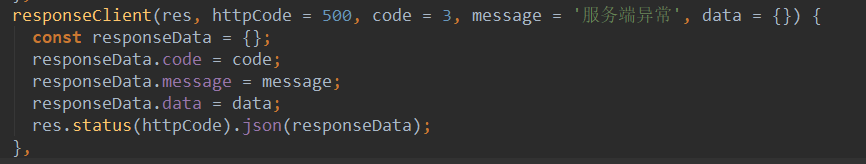 responseClient(res, httpCode = 500, code = 3, message = '服务端异常', data = {}) {
const responseData = {};
responseData.code = code;
responseData.message = message;
responseData.data = data;
res.status(httpCode).json(responseData);
},